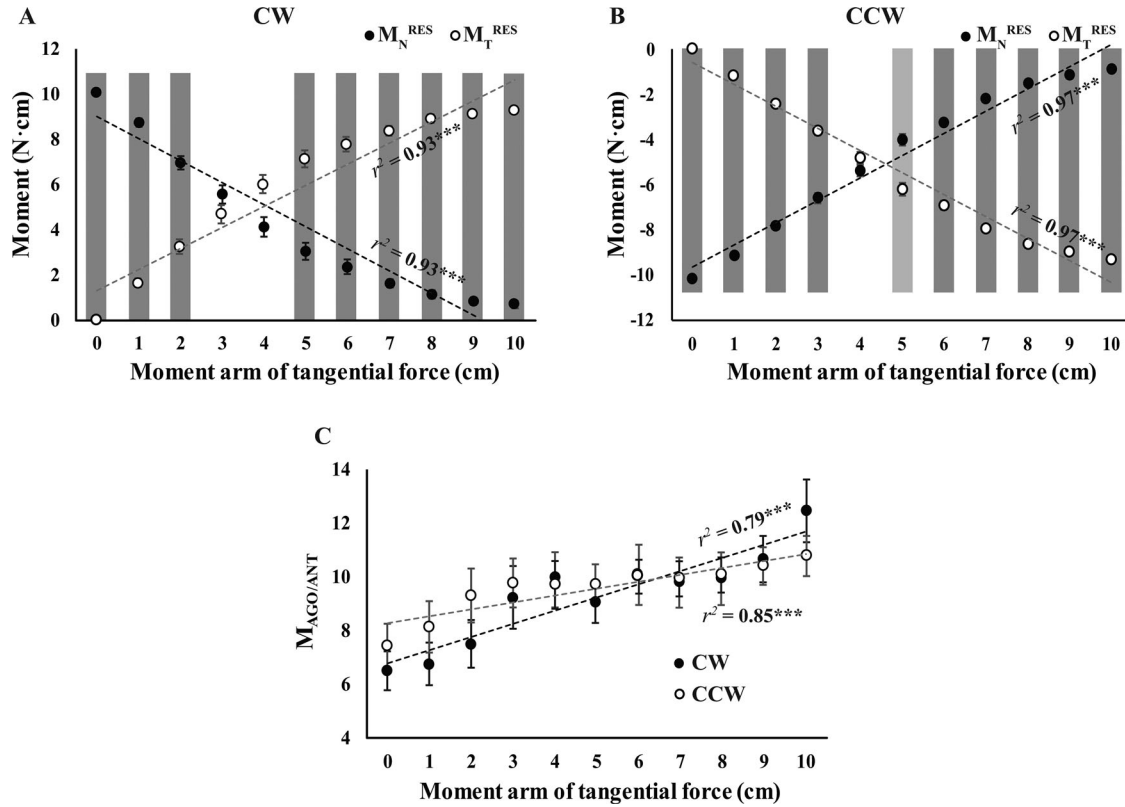 A
CW
M_N^RES M_T^RES
12
10
8
6
4
2
0
Moment (N·cm)
r² = 0.93***
r² = 0.93***
0 1 2 3 4 5 6 7 8 9 10
Moment arm of tangential force (cm)
B
CCW
M_N^RES M_T^RES
0
-2
-4
-6
-8
-10
-12
Moment (N·cm)
r² = 0.97***
r² = 0.97***
0 1 2 3 4 5 6 7 8 9 10
Moment arm of tangential force (cm)
C
14
12
10
8
6
4
M_AGO/ANT
r² = 0.79***
r² = 0.85***
CW
CCW
0 1 2 3 4 5 6 7 8 9 10
Moment arm of tangential force (cm)